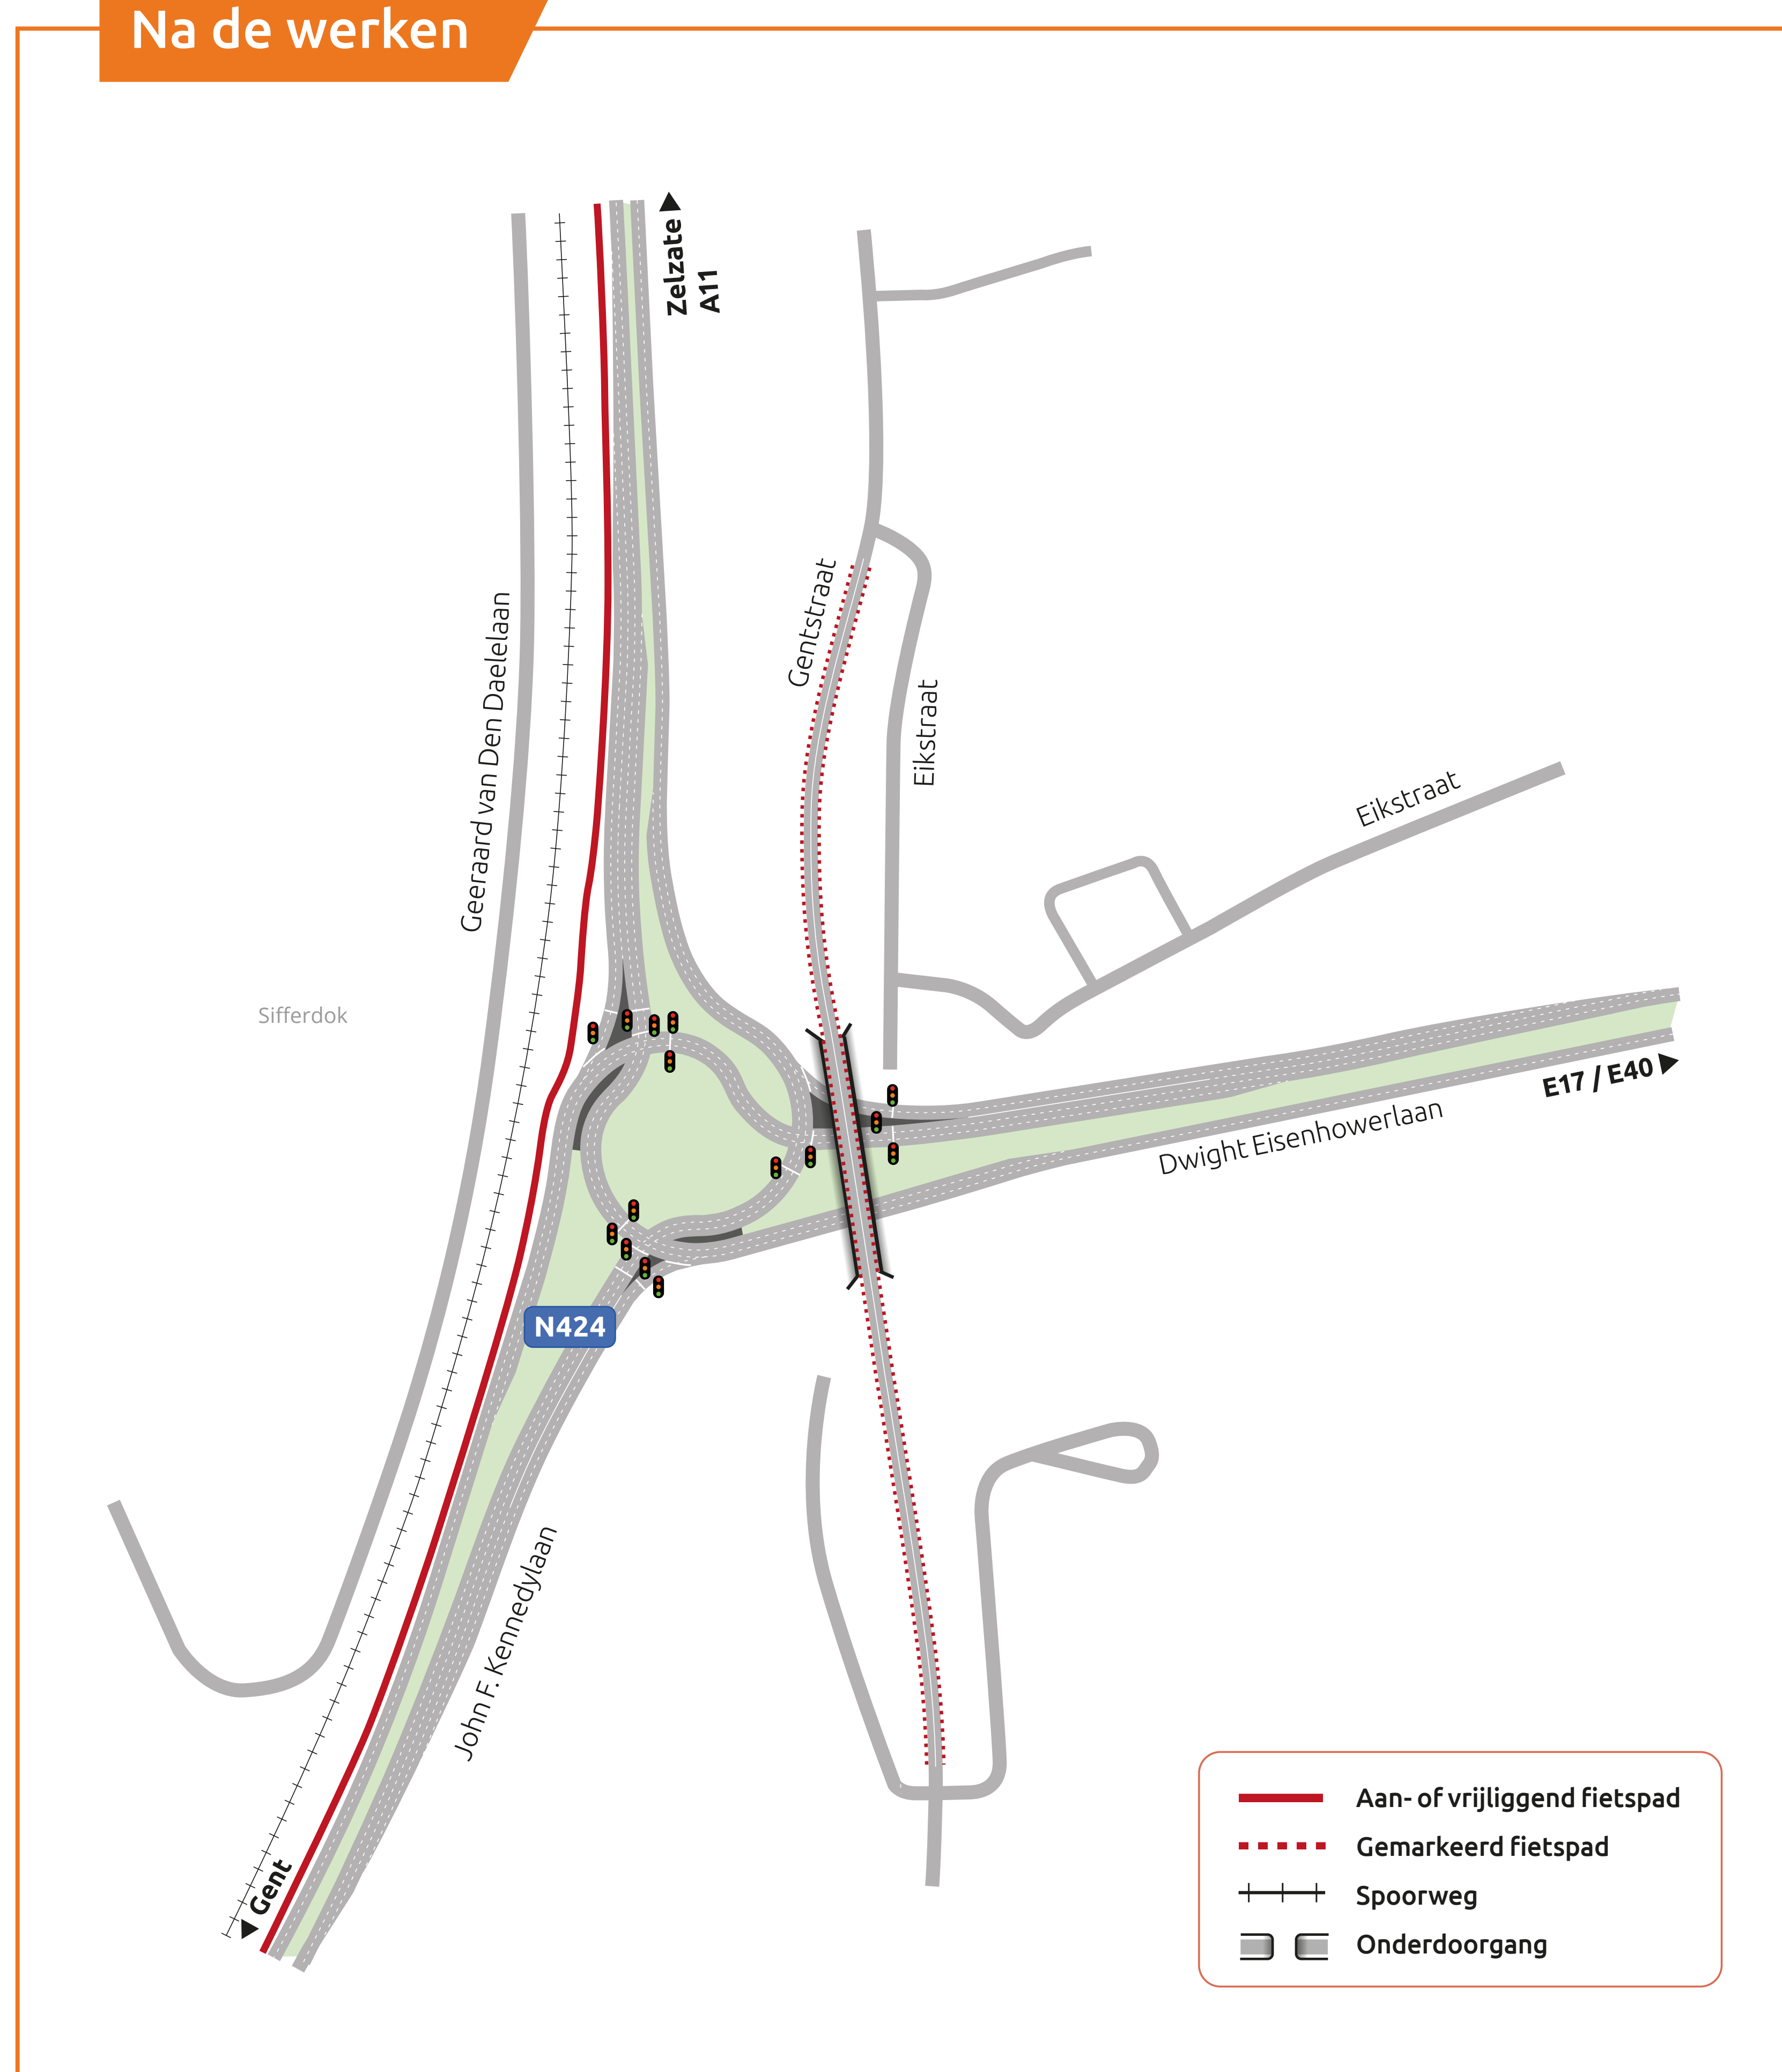 Na de werken
Zelzate
A11
Gentstraat
Geeraard van Den Daelelaan
Eikstraat
Eikstraat
Sifferdok
E17 / E40
Dwight Eisenhowerlaan
N424
John F. Kennedylaan
Gent
Aan- of vrijliggend fietspad
Gemarkeerd fietspad
Spoorweg
Onderdoorgang